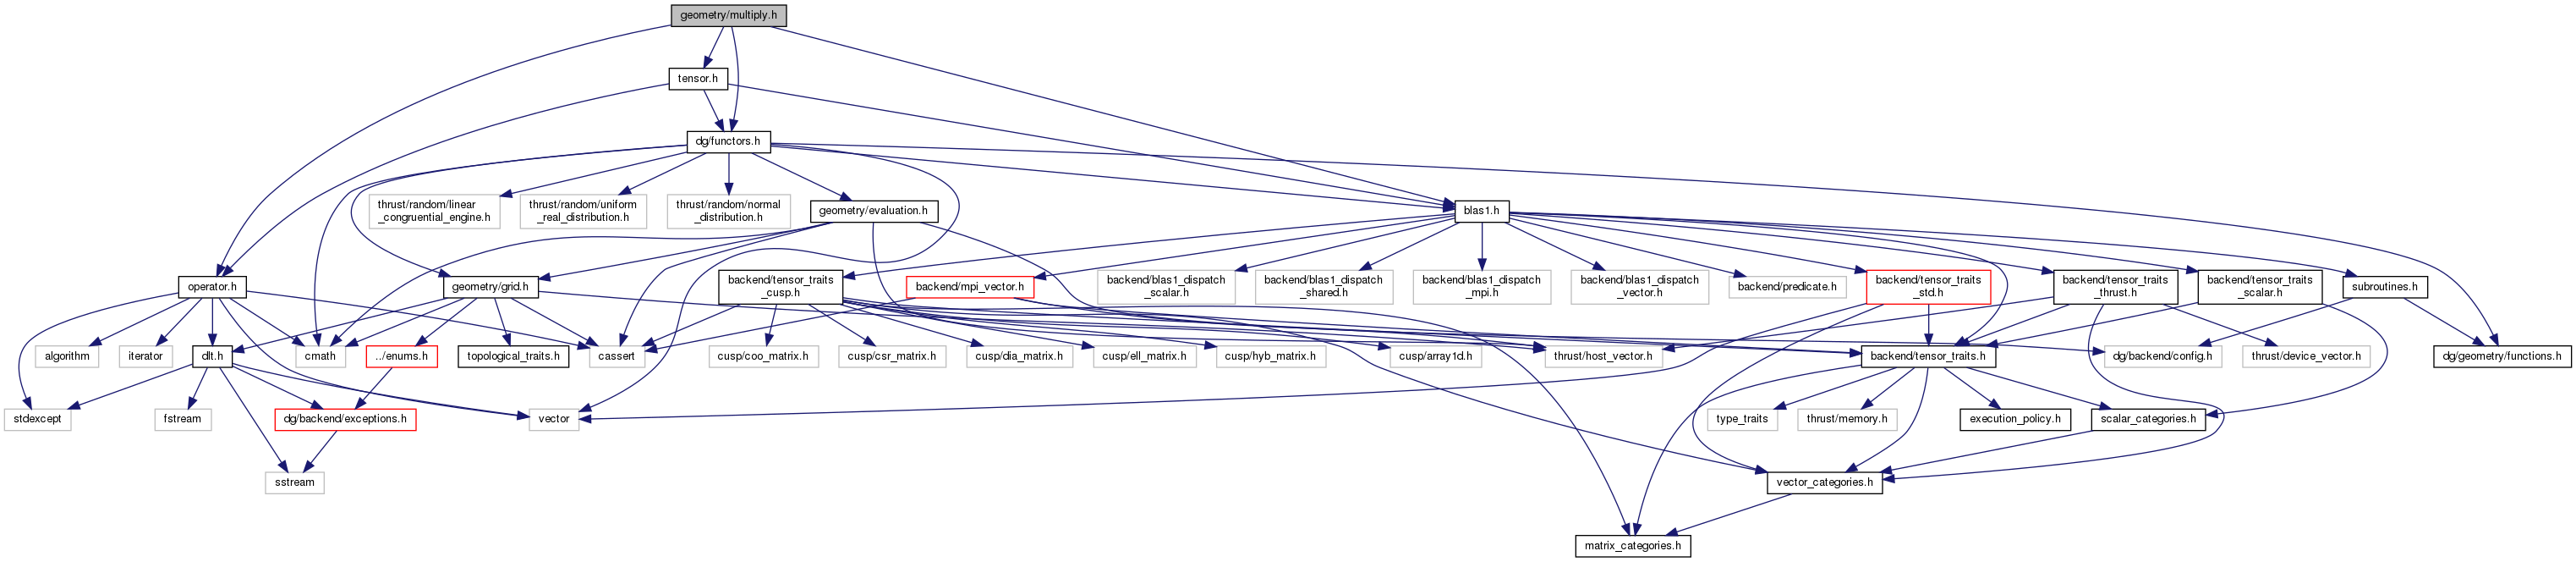 geometry/multiply.h
tensor.h
dg/functors.h
thrust/random/linear
_congruential_engine.h
thrust/random/uniform
_real_distribution.h
thrust/random/normal
_distribution.h
geometry/evaluation.h
blas1.h
operator.h
geometry/grid.h
backend/tensor_traits
_cusp.h
backend/mpi_vector.h
backend/blas1_dispatch
_scalar.h
backend/blas1_dispatch
_shared.h
backend/blas1_dispatch
_mpi.h
backend/blas1_dispatch
_vector.h
backend/predicate.h
backend/tensor_traits
_std.h
backend/tensor_traits
_thrust.h
backend/tensor_traits
_scalar.h
subroutines.h
algorithm
iterator
dlt.h
cmath
../enums.h
topological_traits.h
cassert
cusp/coo_matrix.h
cusp/csr_matrix.h
cusp/dia_matrix.h
cusp/ell_matrix.h
cusp/hyb_matrix.h
cusp/array1d.h
thrust/host_vector.h
backend/tensor_traits.h
dg/backend/config.h
thrust/device_vector.h
dg/geometry/functions.h
stdexcept
fstream
dg/backend/exceptions.h
vector
type_traits
thrust/memory.h
execution_policy.h
scalar_categories.h
sstream
vector_categories.h
matrix_categories.h